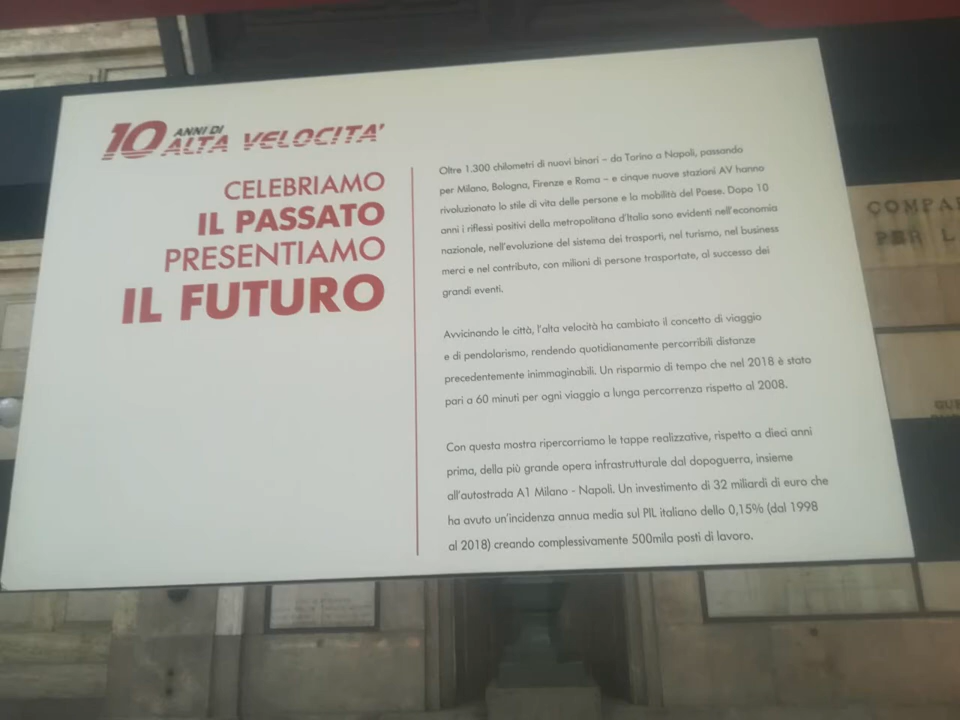 10 ANNI DI
ALTA VELOCITA'
CELEBRIAMO
IL PASSATO
PRESENTIAMO
IL FUTURO
Oltre 1.300 chilometri di nuovi binari – da Torino a Napoli, passando
per Milano, Bologna, Firenze e Roma – e cinque nuove stazioni AV hanno
rivoluzionato lo stile di vita delle persone e la mobilità del Paese. Dopo 10
anni i riflessi positivi della metropolitana d'Italia sono evidenti nell'economia
nazionale, nell'evoluzione del sistema dei trasporti, nel turismo, nel business
merci e nel contributo, con milioni di persone trasportate, al successo dei
grandi eventi.
Avvicinando le città, l'alta velocità ha cambiato il concetto di viaggio
e di pendolarismo, rendendo quotidianamente percorribili distanze
precedentemente inimmaginabili. Un risparmio di tempo che nel 2018 è stato
pari a 60 minuti per ogni viaggio a lunga percorrenza rispetto al 2008.
Con questa mostra ripercorriamo le tappe realizzative, rispetto a dieci anni
prima, della più grande opera infrastrutturale dal dopoguerra, insieme
all'autostrada A1 Milano - Napoli. Un investimento di 32 miliardi di euro che
ha avuto un'incidenza annua media sul PIL italiano dello 0,15% (dal 1998
al 2018) creando complessivamente 500mila posti di lavoro.
COMPA
PER L